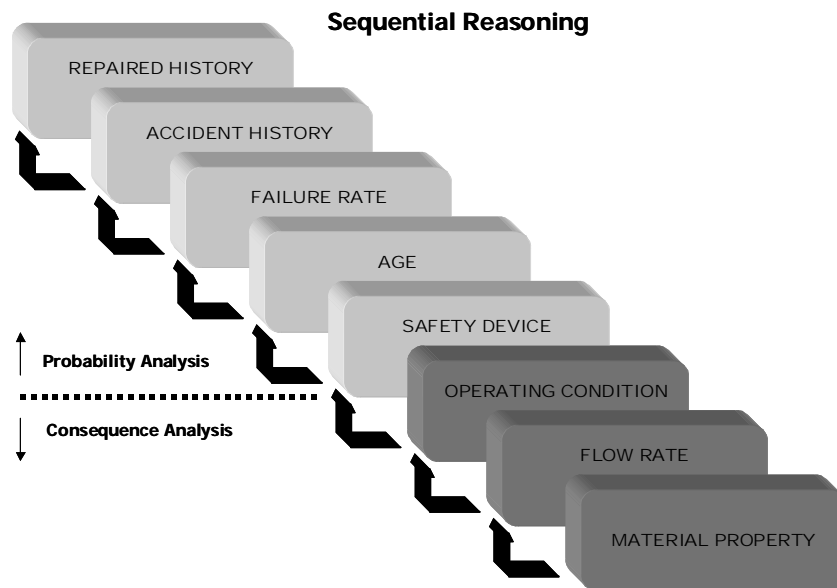 Sequential Reasoning
REPAIRED HISTORY
ACCIDENT HISTORY
FAILURE RATE
AGE
SAFETY DEVICE
Probability Analysis
OPERATING CONDITION
Consequence Analysis
FLOW RATE
MATERIAL PROPERTY